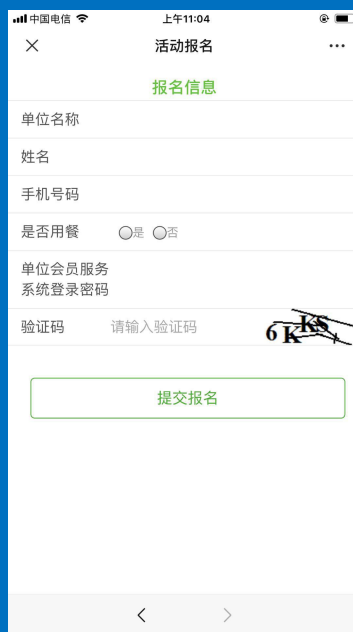 中国电信
上午11:04
活动报名
报名信息
单位名称
姓名
手机号码
是否用餐 是 否
单位会员服务
系统登录密码
验证码 请输入验证码 6KKS
提交报名